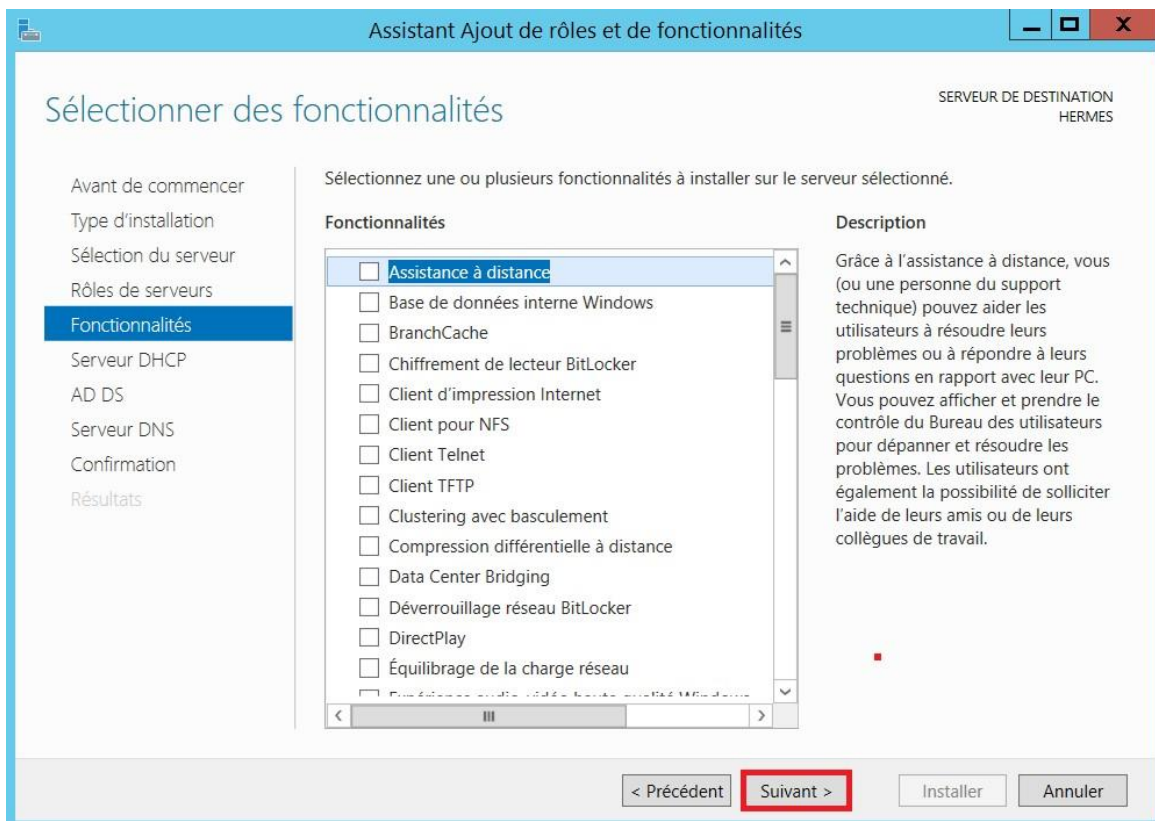 Assistant Ajout de rôles et de fonctionnalités
Sélectionner des fonctionnalités
SERVEUR DE DESTINATION
HERMES
Avant de commencer
Type d'installation
Sélection du serveur
Rôles de serveurs
Fonctionnalités
Serveur DHCP
AD DS
Serveur DNS
Confirmation
Résultats
Sélectionnez une ou plusieurs fonctionnalités à installer sur le serveur sélectionné.
Fonctionnalités
Assistance à distance
Base de données interne Windows
BranchCache
Chiffrement de lecteur BitLocker
Client d'impression Internet
Client pour NFS
Client Telnet
Client TFTP
Clustering avec basculement
Compression différentielle à distance
Data Center Bridging
Déverrouillage réseau BitLocker
DirectPlay
Équilibrage de la charge réseau
Description
Grâce à l'assistance à distance, vous
(ou une personne du support
technique) pouvez aider les
utilisateurs à résoudre leurs
problèmes ou à répondre à leurs
questions en rapport avec leur PC.
Vous pouvez afficher et prendre le
contrôle du Bureau des utilisateurs
pour dépanner et résoudre les
problèmes. Les utilisateurs ont
également la possibilité de solliciter
l'aide de leurs amis ou de leurs
collègues de travail.
< Précédent
Suivant >
Installer
Annuler